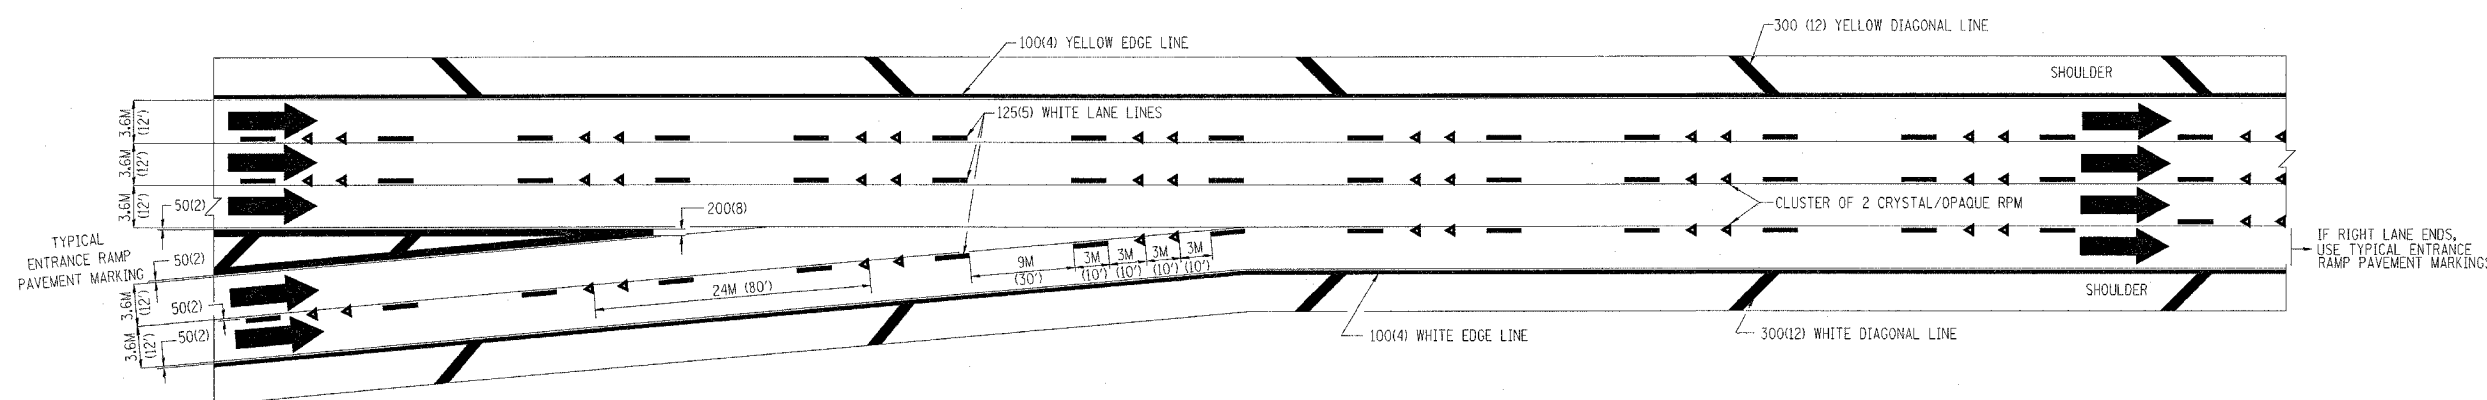 300 (12) YELLOW DIAGONAL LINE
100(4) YELLOW EDGE LINE
SHOULDER
3.6M
(12')
125(5) WHITE LANE LINES
3.6M
(12')
3.6M
(12')
50(2)
200(8)
CLUSTER OF 2 CRYSTAL/OPAQUE RPM
TYPICAL
ENTRANCE RAMP
PAVEMENT MARKING
50(2)
IF RIGHT LANE ENDS,
USE TYPICAL ENTRANCE
RAMP PAVEMENT MARKING
9M
(30')
3M
(10')
3M
(10')
3M
(10')
3M
(10')
24M (80')
SHOULDER
3.6M
(12')
50(2)
3.6M
(12')
50(2)
100(4) WHITE EDGE LINE
300(12) WHITE DIAGONAL LINE